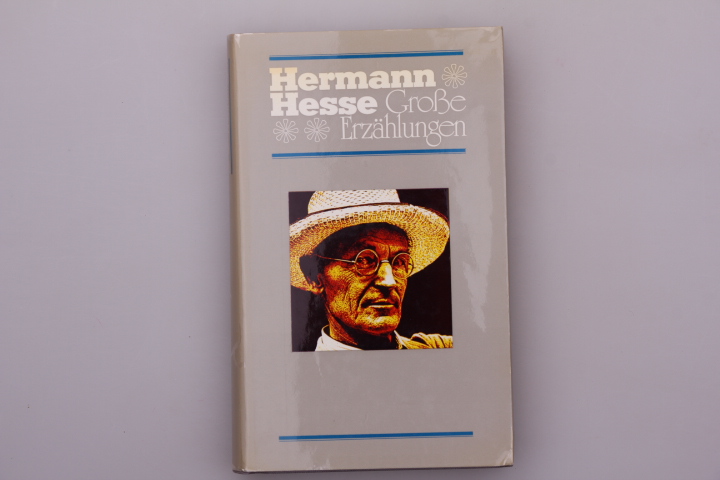 Hermann
Hesse Große
Erzählungen